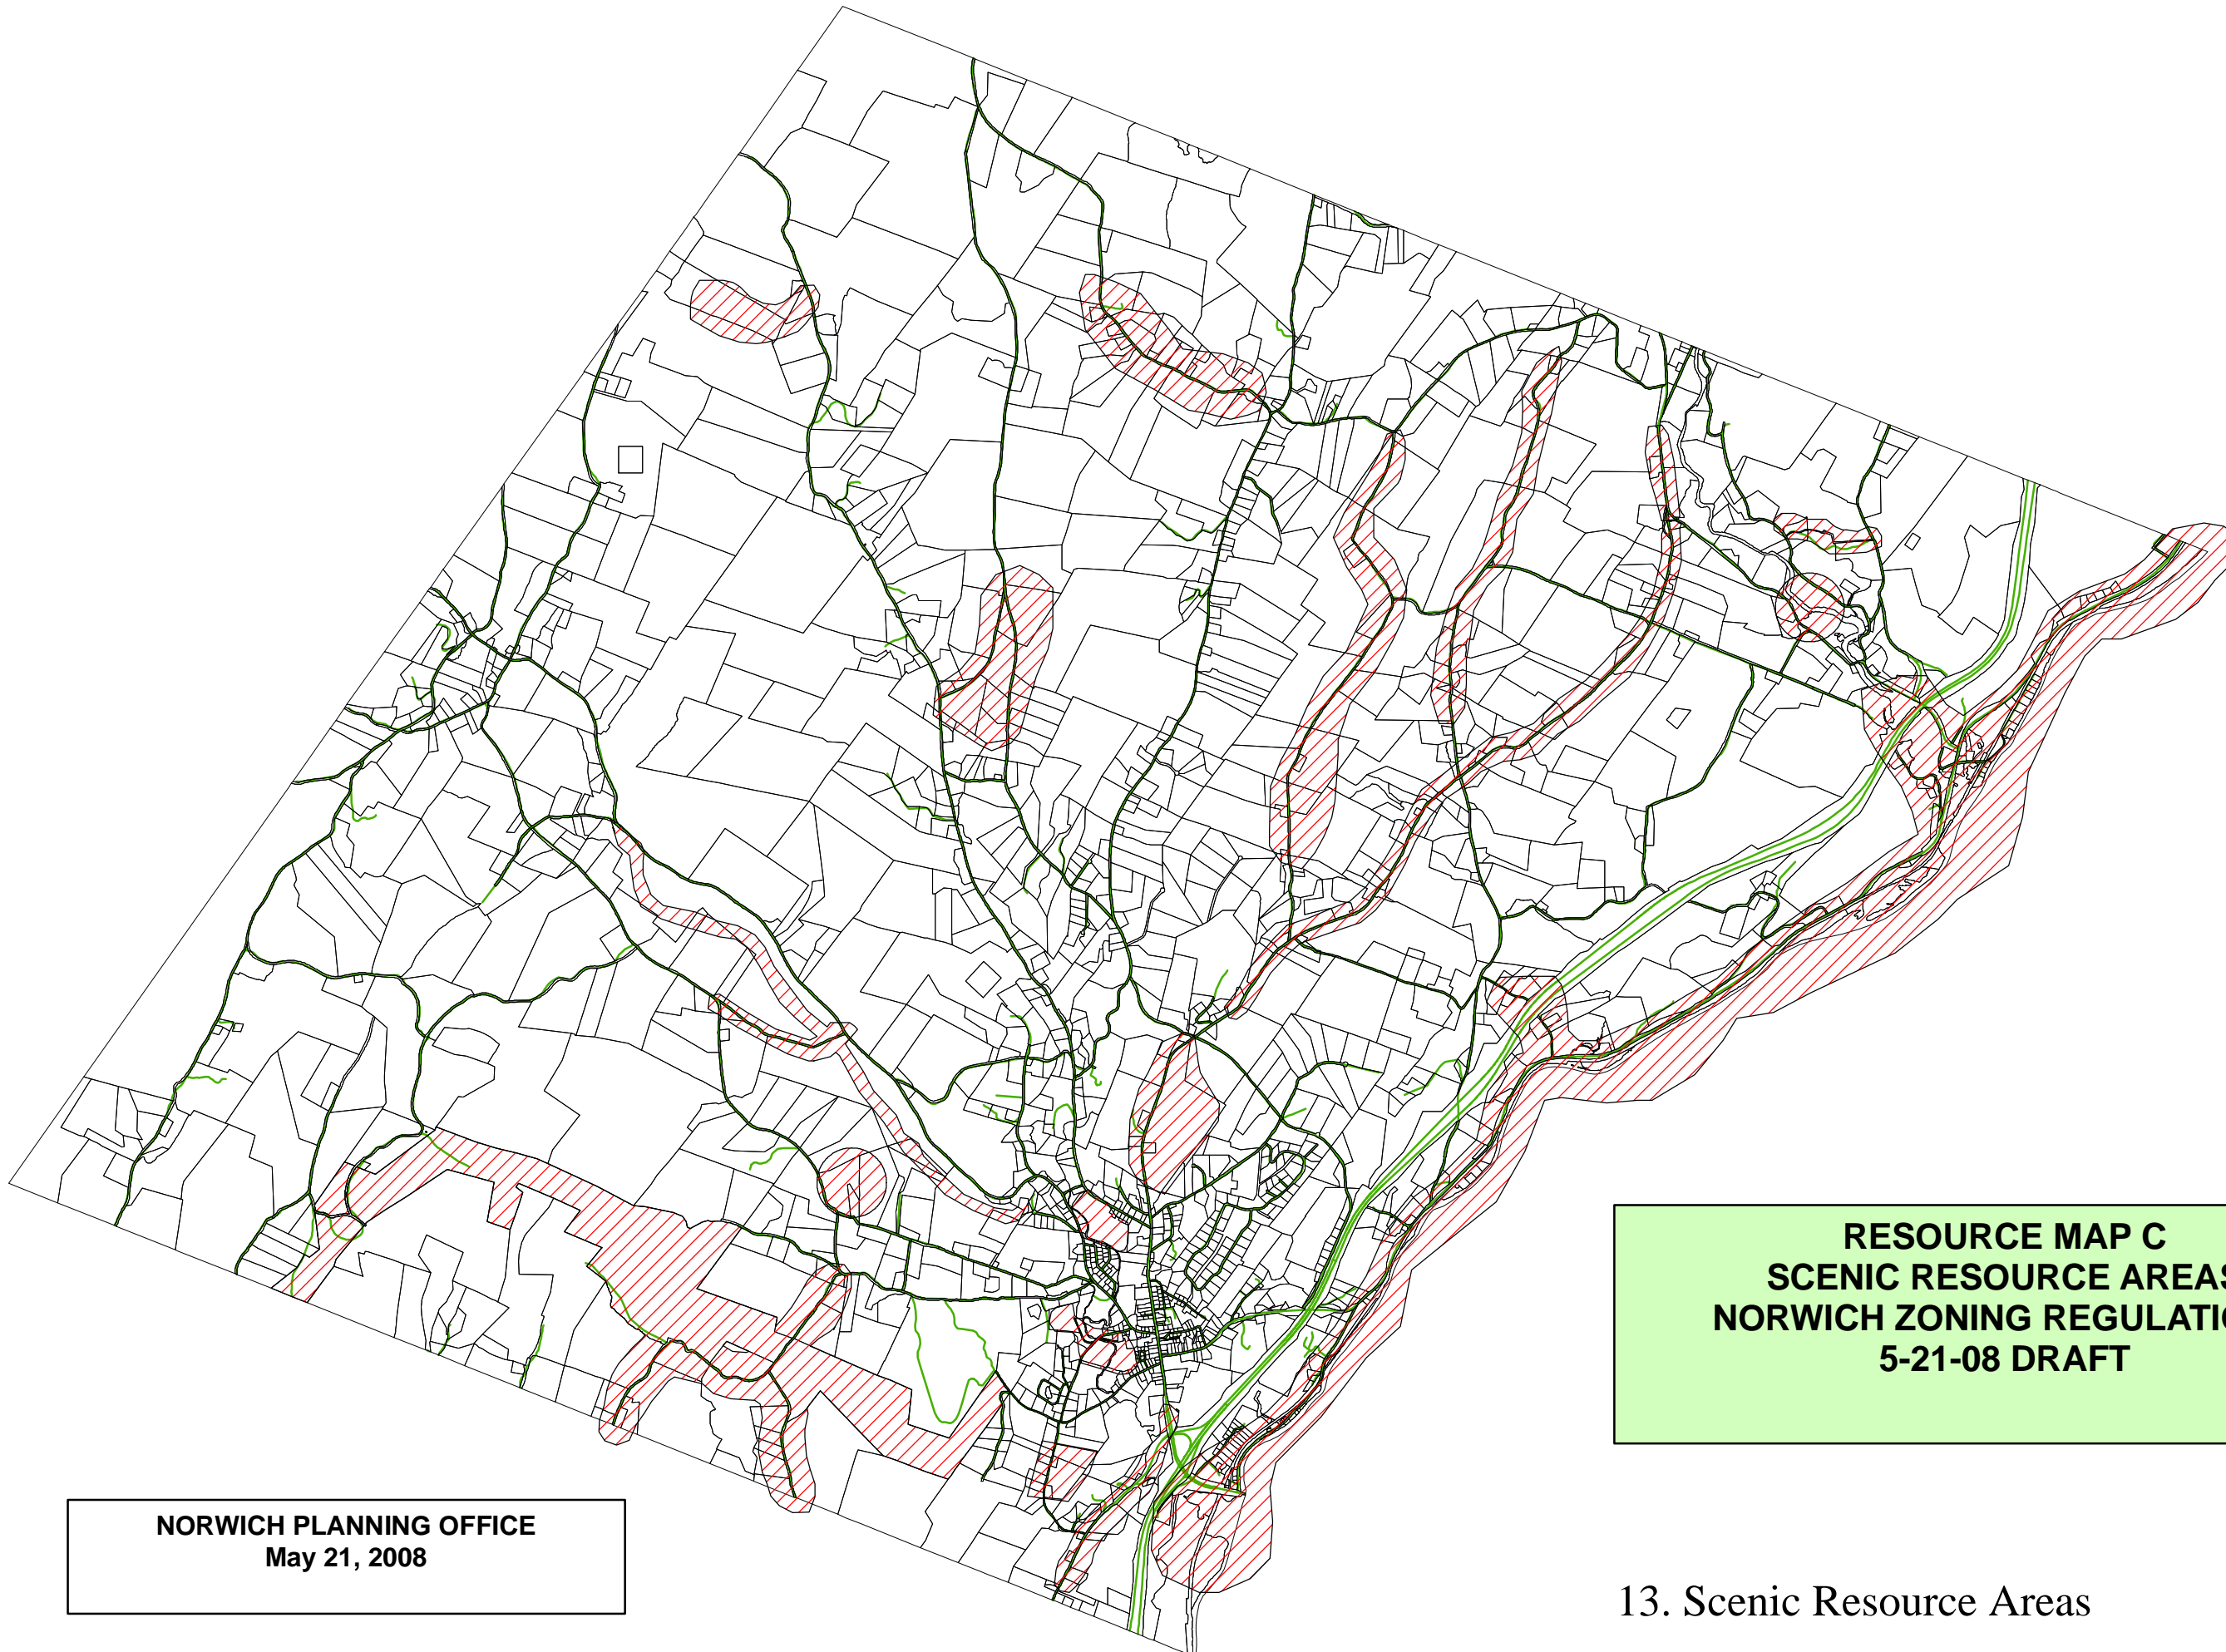 RESOURCE MAP C
SCENIC RESOURCE AREAS
NORWICH ZONING REGULATIO
5-21-08 DRAFT
NORWICH PLANNING OFFICE
May 21, 2008
13. Scenic Resource Areas